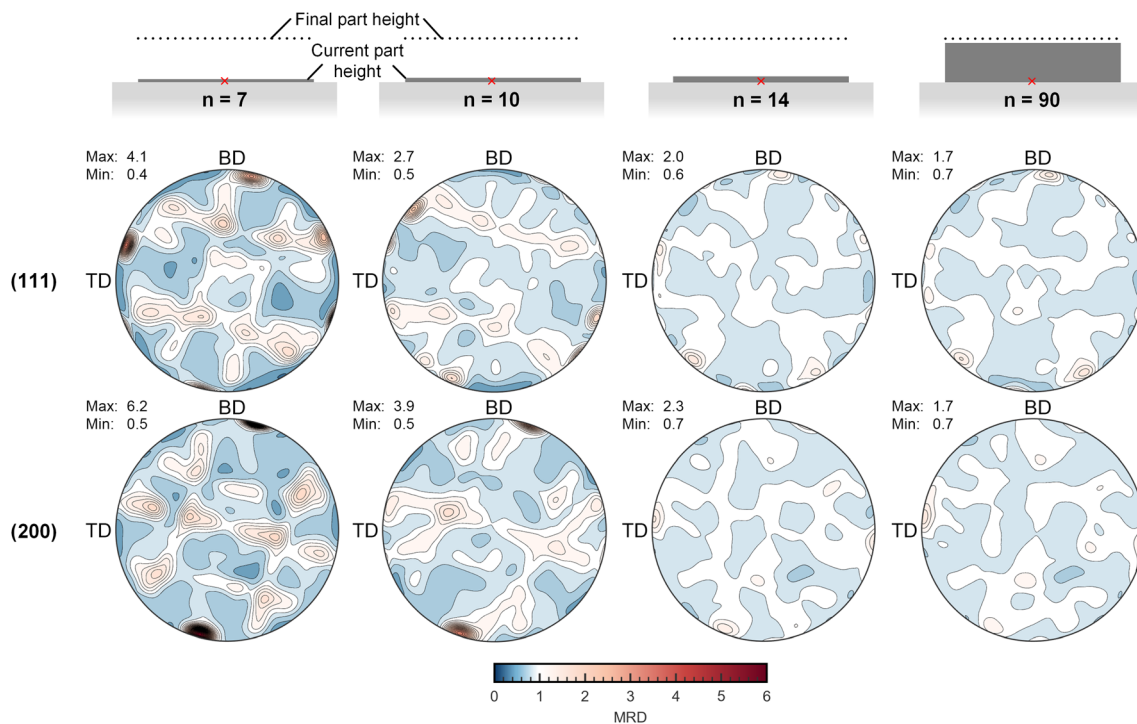 Final part height
Current part
height
n = 7
n = 10
n = 14
n = 90
Max: 4.1
Min: 0.4
BD
Max: 2.7
Min: 0.5
BD
Max: 2.0
Min: 0.6
BD
Max: 1.7
Min: 0.7
BD
(111)
TD
TD
TD
TD
Max: 6.2
Min: 0.5
BD
Max: 3.9
Min: 0.5
BD
Max: 2.3
Min: 0.7
BD
Max: 1.7
Min: 0.7
BD
(200)
TD
TD
TD
TD
0 1 2 3 4 5 6
MRD